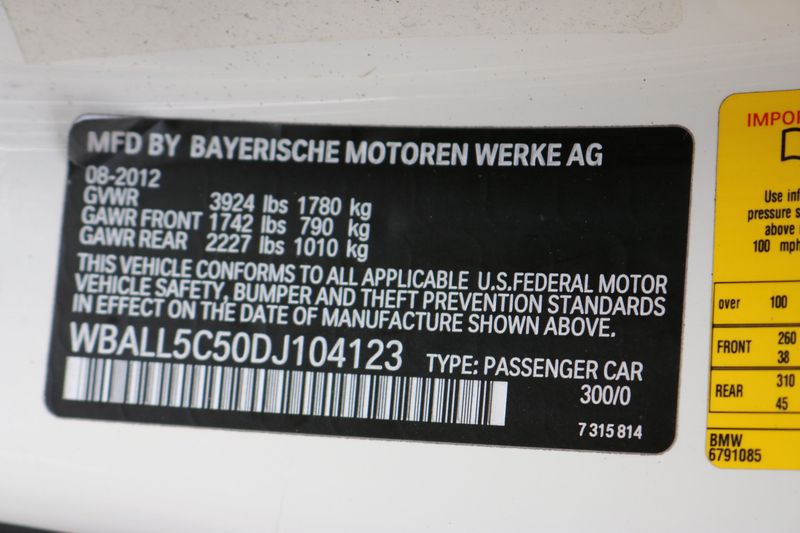 MFD BY BAYERISCHE MOTOREN WERKE AG
08-2012
GVWR 3924 lbs 1780 kg
GAWR FRONT 1742 lbs 790 kg
GAWR REAR 2227 lbs 1010 kg
THIS VEHICLE CONFORMS TO ALL APPLICABLE U.S.FEDERAL MOTOR
VEHICLE SAFETY, BUMPER AND THEFT PREVENTION STANDARDS
IN EFFECT ON THE DATE OF MANUFACTURE SHOWN ABOVE.
WBALL5C50DJ104123 TYPE: PASSENGER CAR
300/0
7 315 814
Use
pressure
above
100 mph
over 100
FRONT 260
38
REAR 310
45
BMW
6791085